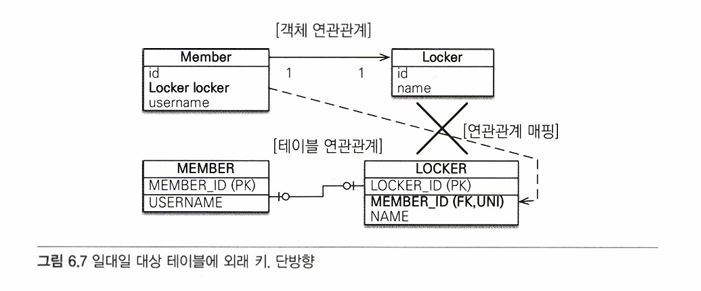 [객체 연관관계]
Member
Locker
id
Locker locker
username
1
1
id
name
[연관관계 매핑]
[테이블 연관관계]
MEMBER
MEMBER_ID (PK)
USERNAME
LOCKER
LOCKER_ID (PK)
MEMBER_ID (FK,UNI)
NAME
그림 6.7 일대일 대상 테이블에 외래 키, 단방향